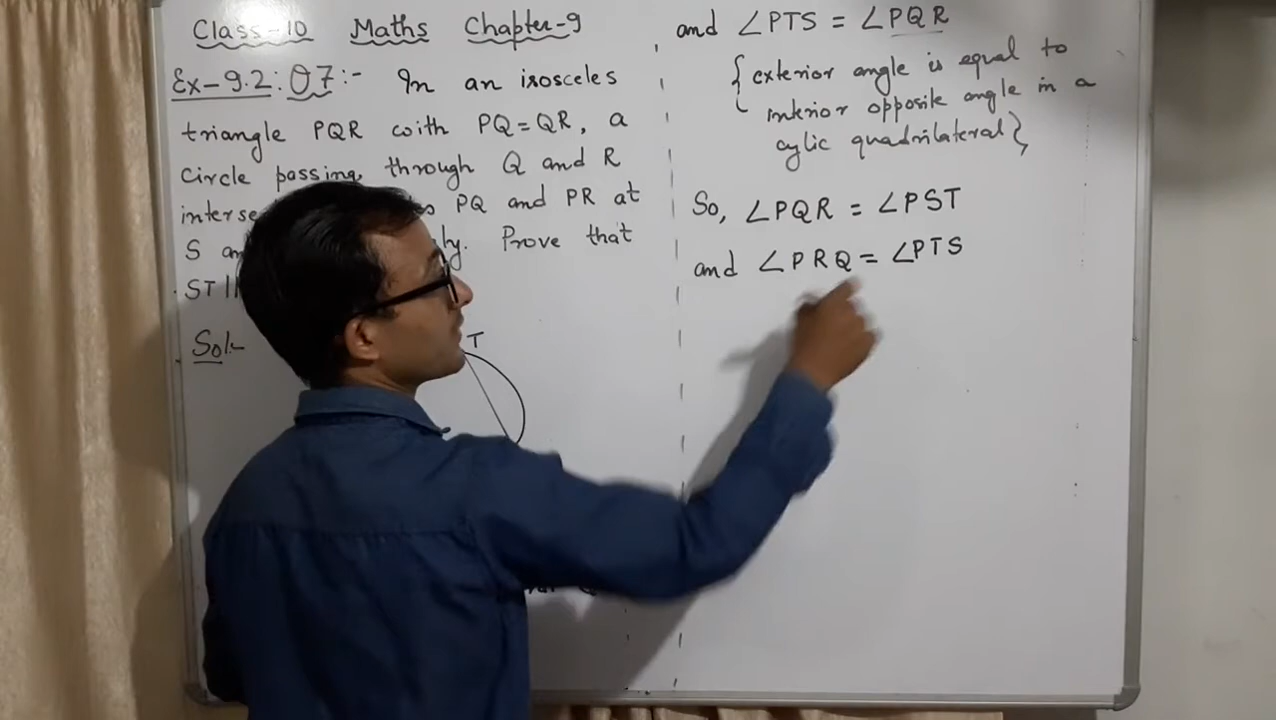 Class-10 Maths Chapter-9
Ex-9.2: Q7:- In an isosceles
triangle PQR with PQ=QR, a
circle passing through Q and R
PQ and PR at
S Prove that
ST||
Sol:-
T
and ∠PTS = ∠PQR
{exterior angle is equal to
interior opposite angle in a
cylic quadrilateral}
So, ∠PQR = ∠PST
and ∠PRQ = ∠PTS